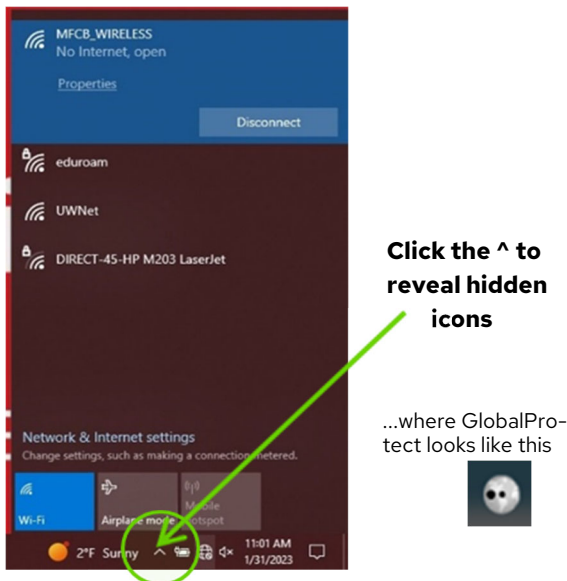 MFCB_WIRELESS
No Internet, open
Properties
Disconnect
eduroam
UWNet
DIRECT-45-HP M203 LaserJet
Click the ^ to
reveal hidden
icons
...where GlobalPro-
tect looks like this
Network & Internet settings
Change settings, such as making a connection metered.
Wi-Fi
Airplane mode
Mobile
hotspot
2°F Sunny
11:01 AM
1/31/2023